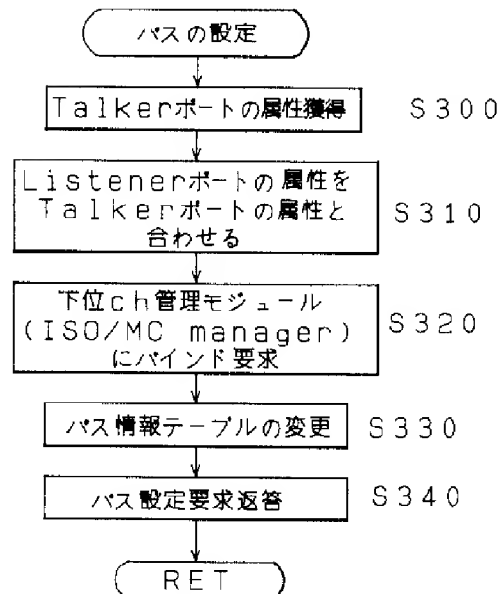 パスの設定
Talkerポートの属性獲得 S300
Listenerポートの属性を
Talkerポートの属性と
合わせる
S310
下位ch管理モジュール
(ISO/MC manager)
にバインド要求
S320
パス情報テーブルの変更 S330
パス設定要求返答 S340
RET